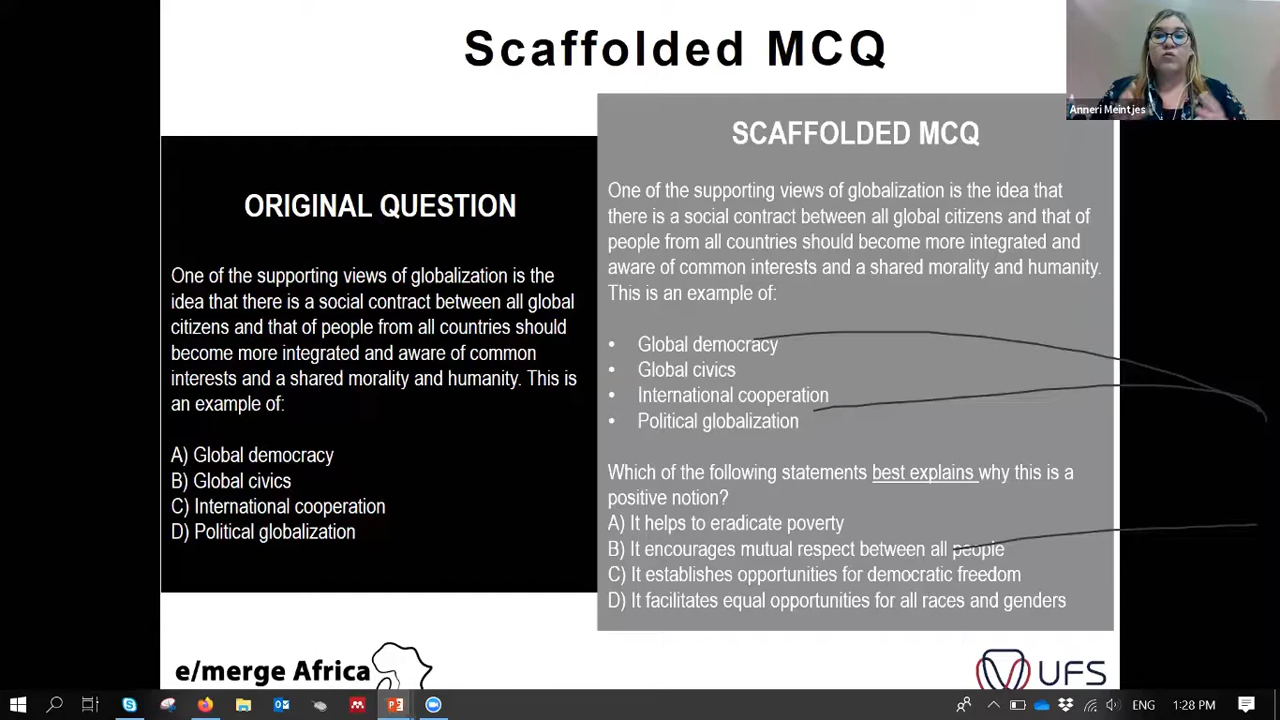 Scaffolded MCQ
Anneri Meintjes
ORIGINAL QUESTION
One of the supporting views of globalization is the
idea that there is a social contract between all global
citizens and that of people from all countries should
become more integrated and aware of common
interests and a shared morality and humanity. This is
an example of:
A) Global democracy
B) Global civics
C) International cooperation
D) Political globalization
SCAFFOLDED MCQ
One of the supporting views of globalization is the idea that
there is a social contract between all global citizens and that of
people from all countries should become more integrated and
aware of common interests and a shared morality and humanity.
This is an example of:
• Global democracy
• Global civics
• International cooperation
• Political globalization
Which of the following statements best explains why this is a
positive notion?
A) It helps to eradicate poverty
B) It encourages mutual respect between all people
C) It establishes opportunities for democratic freedom
D) It facilitates equal opportunities for all races and genders
e/merge Africa
UFS
ENG
1:28 PM